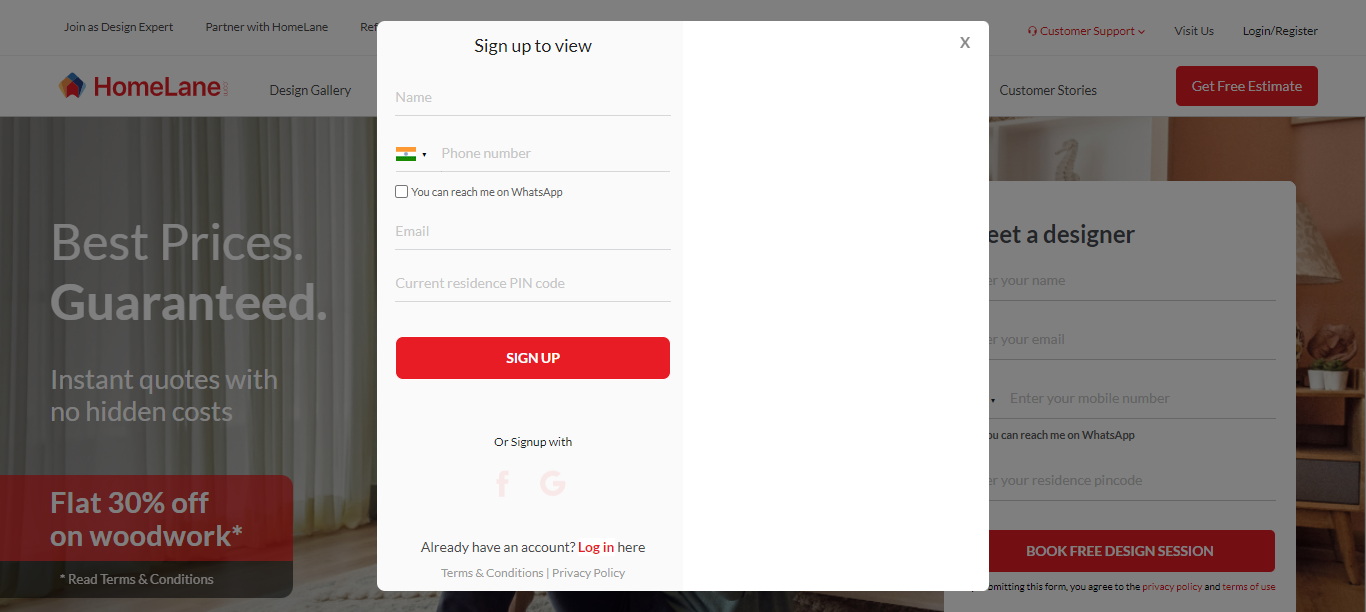 Join as Design Expert
Partner with HomeLane
Ref
Customer Support
Visit Us
Login/Register
HomeLane
Design Gallery
Customer Stories
Get Free Estimate
Sign up to view
X
Name
Phone number
You can reach me on WhatsApp
Email
Current residence PIN code
SIGN UP
Or Signup with
f G
Already have an account? Log in here
Terms & Conditions | Privacy Policy
Best Prices.
Guaranteed.
Instant quotes with
no hidden costs
Flat 30% off
on woodwork*
* Read Terms & Conditions
eet a designer
er your name
er your email
Enter your mobile number
ou can reach me on WhatsApp
er your residence pincode
BOOK FREE DESIGN SESSION
omitting this form, you agree to the privacy policy and terms of use